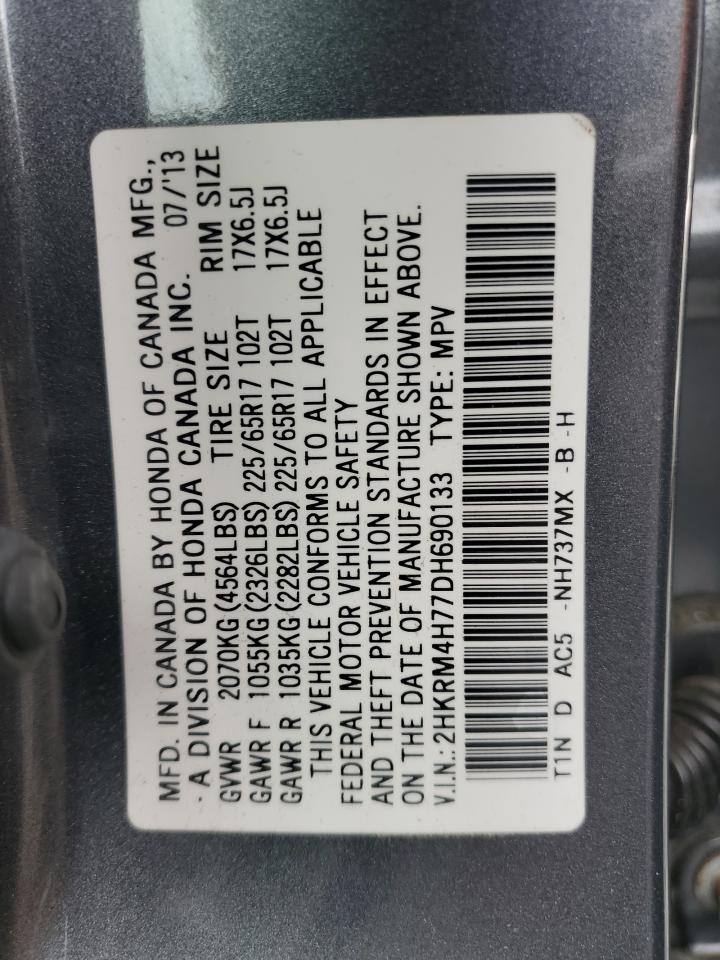 MFD. IN CANADA BY HONDA OF CANADA MFG.,
- A DIVISION OF HONDA CANADA INC. 07/'13
GVWR 2070KG(4564LBS) TIRE SIZE RIM SIZE
GAWR F 1055KG(2326LBS) 225/65R17 102T 17X6.5J
GAWR R 1035KG(2282LBS) 225/65R17 102T 17X6.5J
THIS VEHICLE CONFORMS TO ALL APPLICABLE
FEDERAL MOTOR VEHICLE SAFETY
AND THEFT PREVENTION STANDARDS IN EFFECT
ON THE DATE OF MANUFACTURE SHOWN ABOVE.
V.I.N.:2HKRM4H77DH690133 TYPE: MPV
T1N D AC5 -NH737MX -B -H